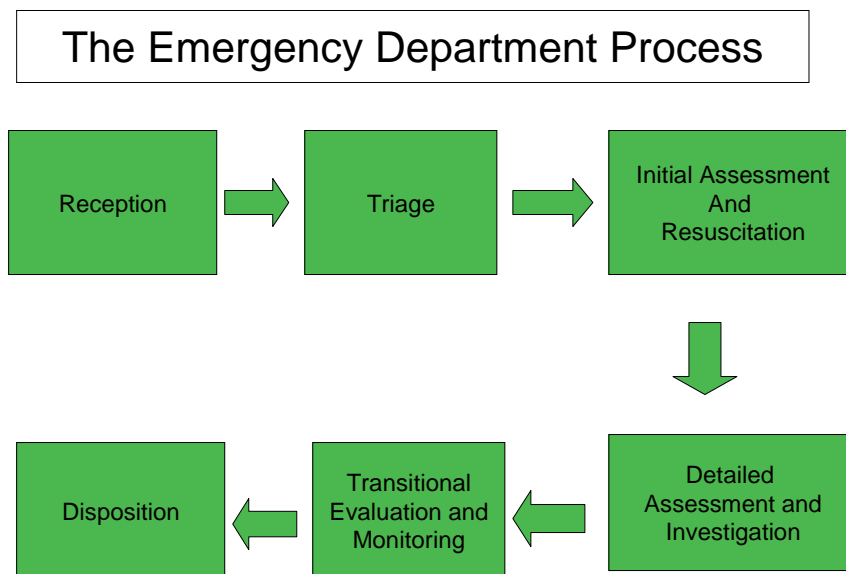 The Emergency Department Process
Reception
Triage
Initial Assessment
And
Resuscitation
Detailed
Assessment and
Investigation
Transitional
Evaluation and
Monitoring
Disposition